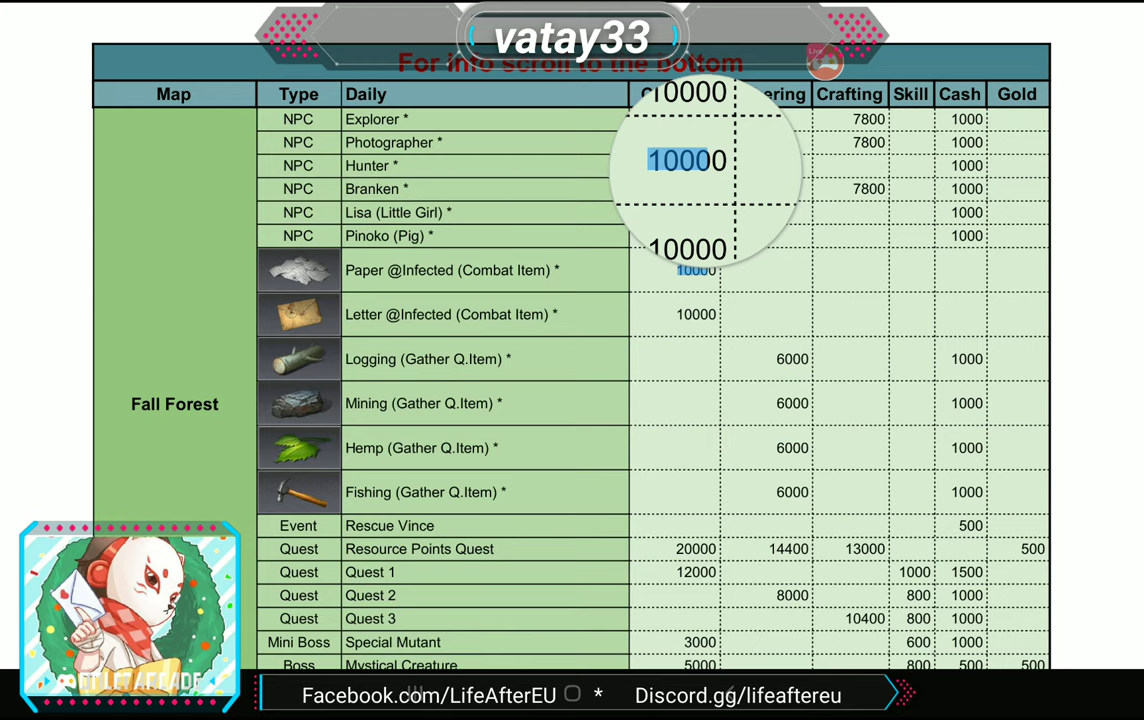 vatay33
For info scroll to the bottom
Live
Map Type Daily ering Crafting Skill Cash Gold
NPC Explorer * 10000 7800 1000
NPC Photographer * 7800 1000
NPC Hunter * 10000 1000
NPC Branken * 7800 1000
NPC Lisa (Little Girl) * 1000
NPC Pinoko (Pig) * 10000 1000
Paper @Infected (Combat Item) * 10000
Letter @Infected (Combat Item) * 10000
Logging (Gather Q.Item) * 6000 1000
Fall Forest Mining (Gather Q.Item) * 6000 1000
Hemp (Gather Q.Item) * 6000 1000
Fishing (Gather Q.Item) * 6000 1000
Event Rescue Vince 500
Quest Resource Points Quest 20000 14400 13000 500
Quest Quest 1 12000 1000 1500
Quest Quest 2 8000 800 1000
Quest Quest 3 10400 800 1000
Mini Boss Special Mutant 3000 600 1000
Boss Mystical Creature 5000 800 500 500
Facebook.com/LifeAfterEU * Discord.gg/lifeaftereu